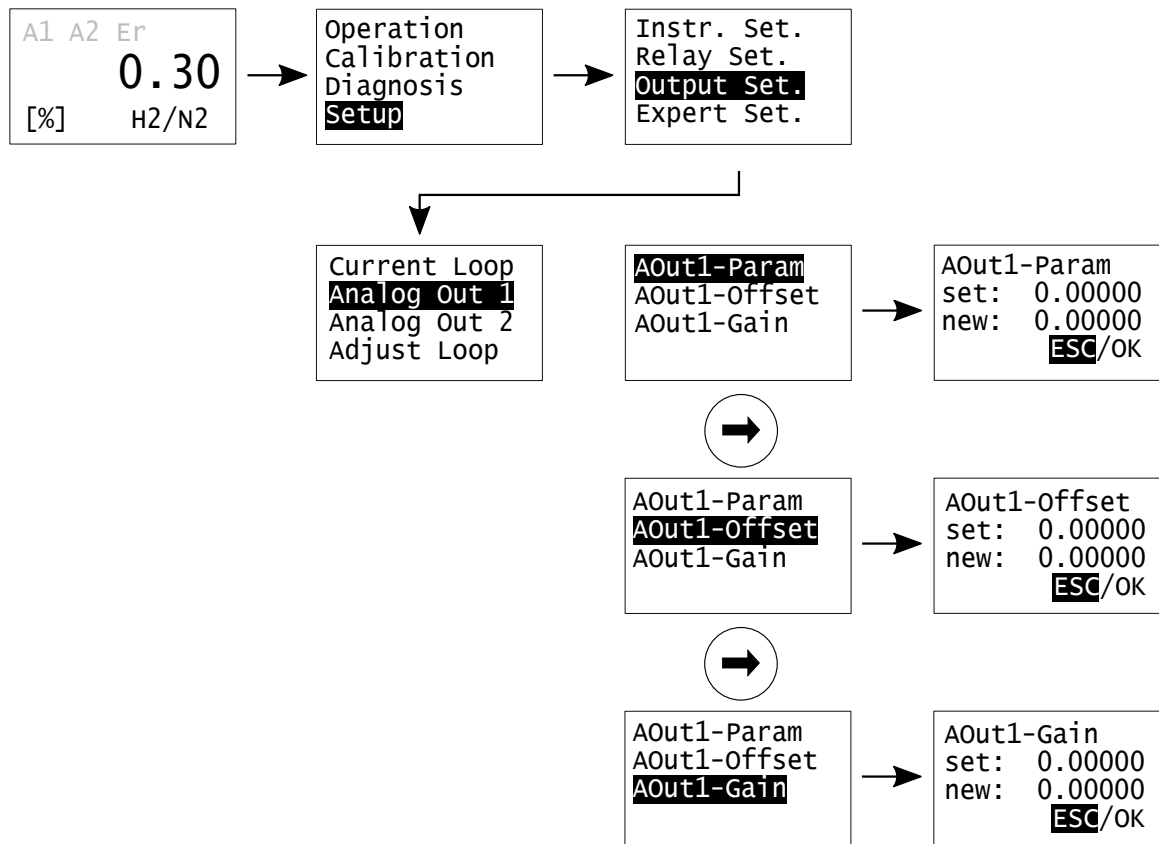 A1 A2 Er
0.30
[%] H2/N2
Operation
Calibration
Diagnosis
Setup
Instr. Set.
Relay Set.
Output Set.
Expert Set.
Current Loop
Analog Out 1
Analog Out 2
Adjust Loop
AOut1-Param
AOut1-Offset
AOut1-Gain
AOut1-Param
set: 0.00000
new: 0.00000
ESC/OK
AOut1-Param
AOut1-Offset
AOut1-Gain
AOut1-Offset
set: 0.00000
new: 0.00000
ESC/OK
AOut1-Param
AOut1-Offset
AOut1-Gain
AOut1-Gain
set: 0.00000
new: 0.00000
ESC/OK